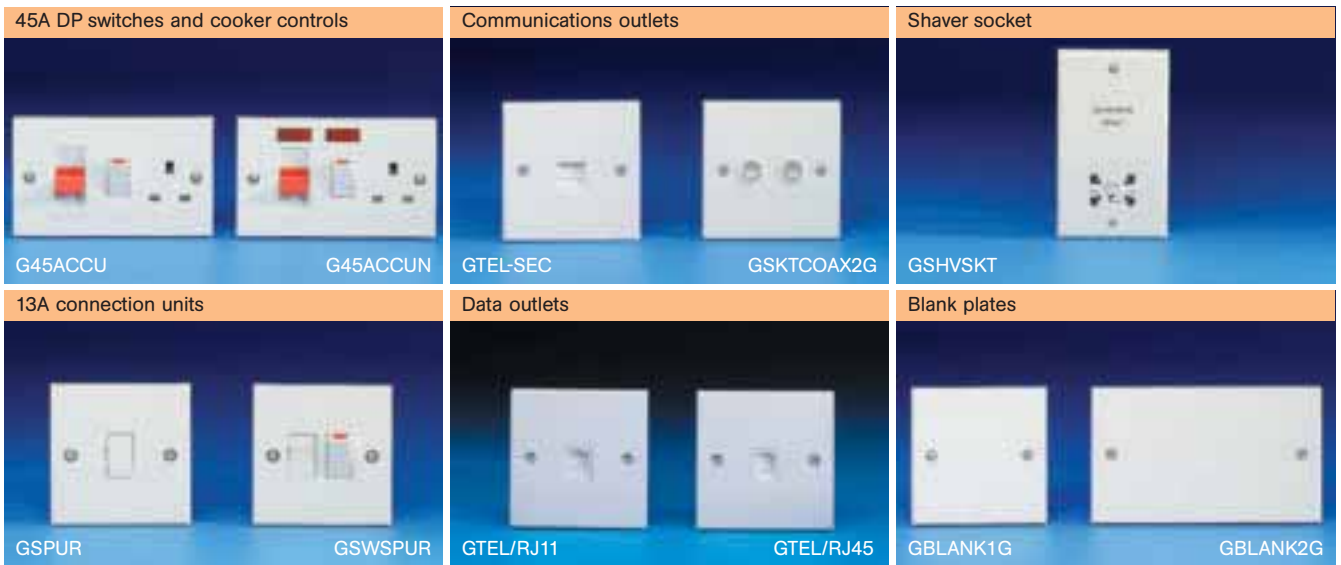 45A DP switches and cooker controls
G45ACCU
G45ACCUN
Communications outlets
GTEL-SEC
GSKTCOAX2G
Shaver socket
GSHVSKT
13A connection units
GSPUR
GSWSPUR
Data outlets
GTEL/RJ11
GTEL/RJ45
Blank plates
GBLANK1G
GBLANK2G